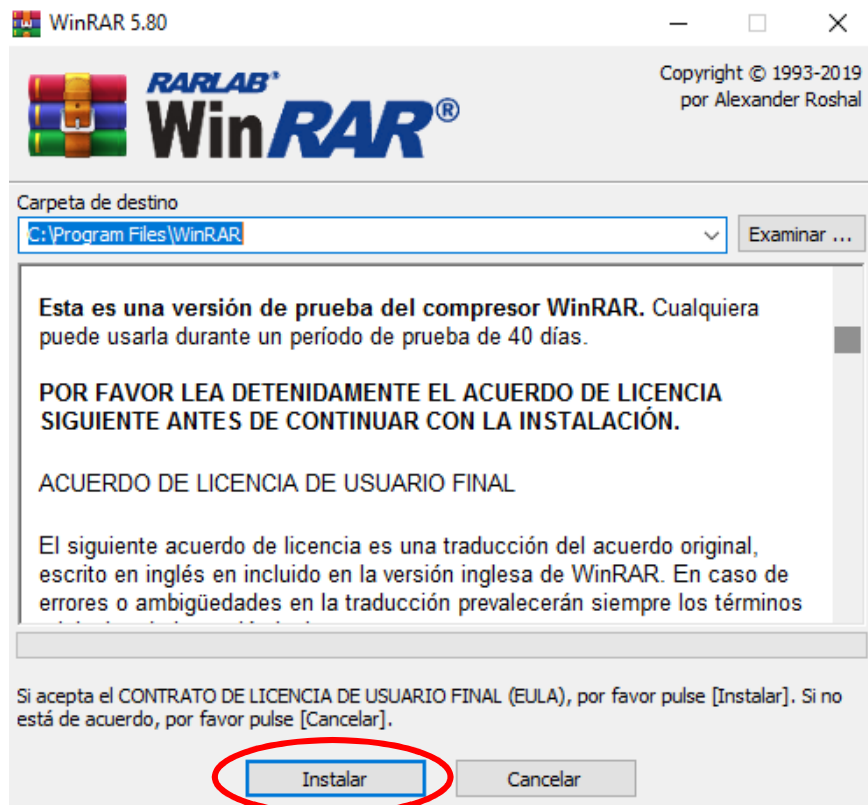 WinRAR 5.80
RARLAB®
WinRAR®
Copyright © 1993-2019
por Alexander Roshal
Carpeta de destino
C:\Program Files\WinRAR
Examinar ...
Esta es una versión de prueba del compresor WinRAR. Cualquiera
puede usarla durante un período de prueba de 40 días.
POR FAVOR LEA DETENIDAMENTE EL ACUERDO DE LICENCIA
SIGUIENTE ANTES DE CONTINUAR CON LA INSTALACIÓN.
ACUERDO DE LICENCIA DE USUARIO FINAL
El siguiente acuerdo de licencia es una traducción del acuerdo original,
escrito en inglés en incluido en la versión inglesa de WinRAR. En caso de
errores o ambigüedades en la traducción prevalecerán siempre los términos
Si acepta el CONTRATO DE LICENCIA DE USUARIO FINAL (EULA), por favor pulse [Instalar]. Si no
está de acuerdo, por favor pulse [Cancelar].
Instalar
Cancelar